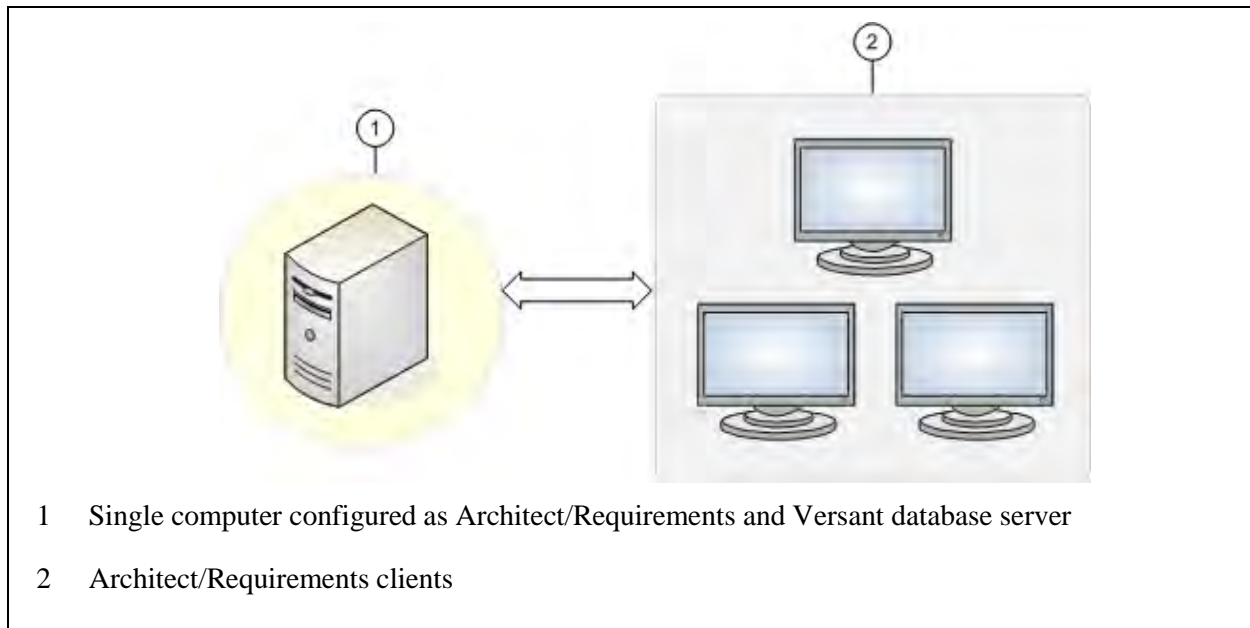 2
1
1 Single computer configured as Architect/Requirements and Versant database server
2 Architect/Requirements clients